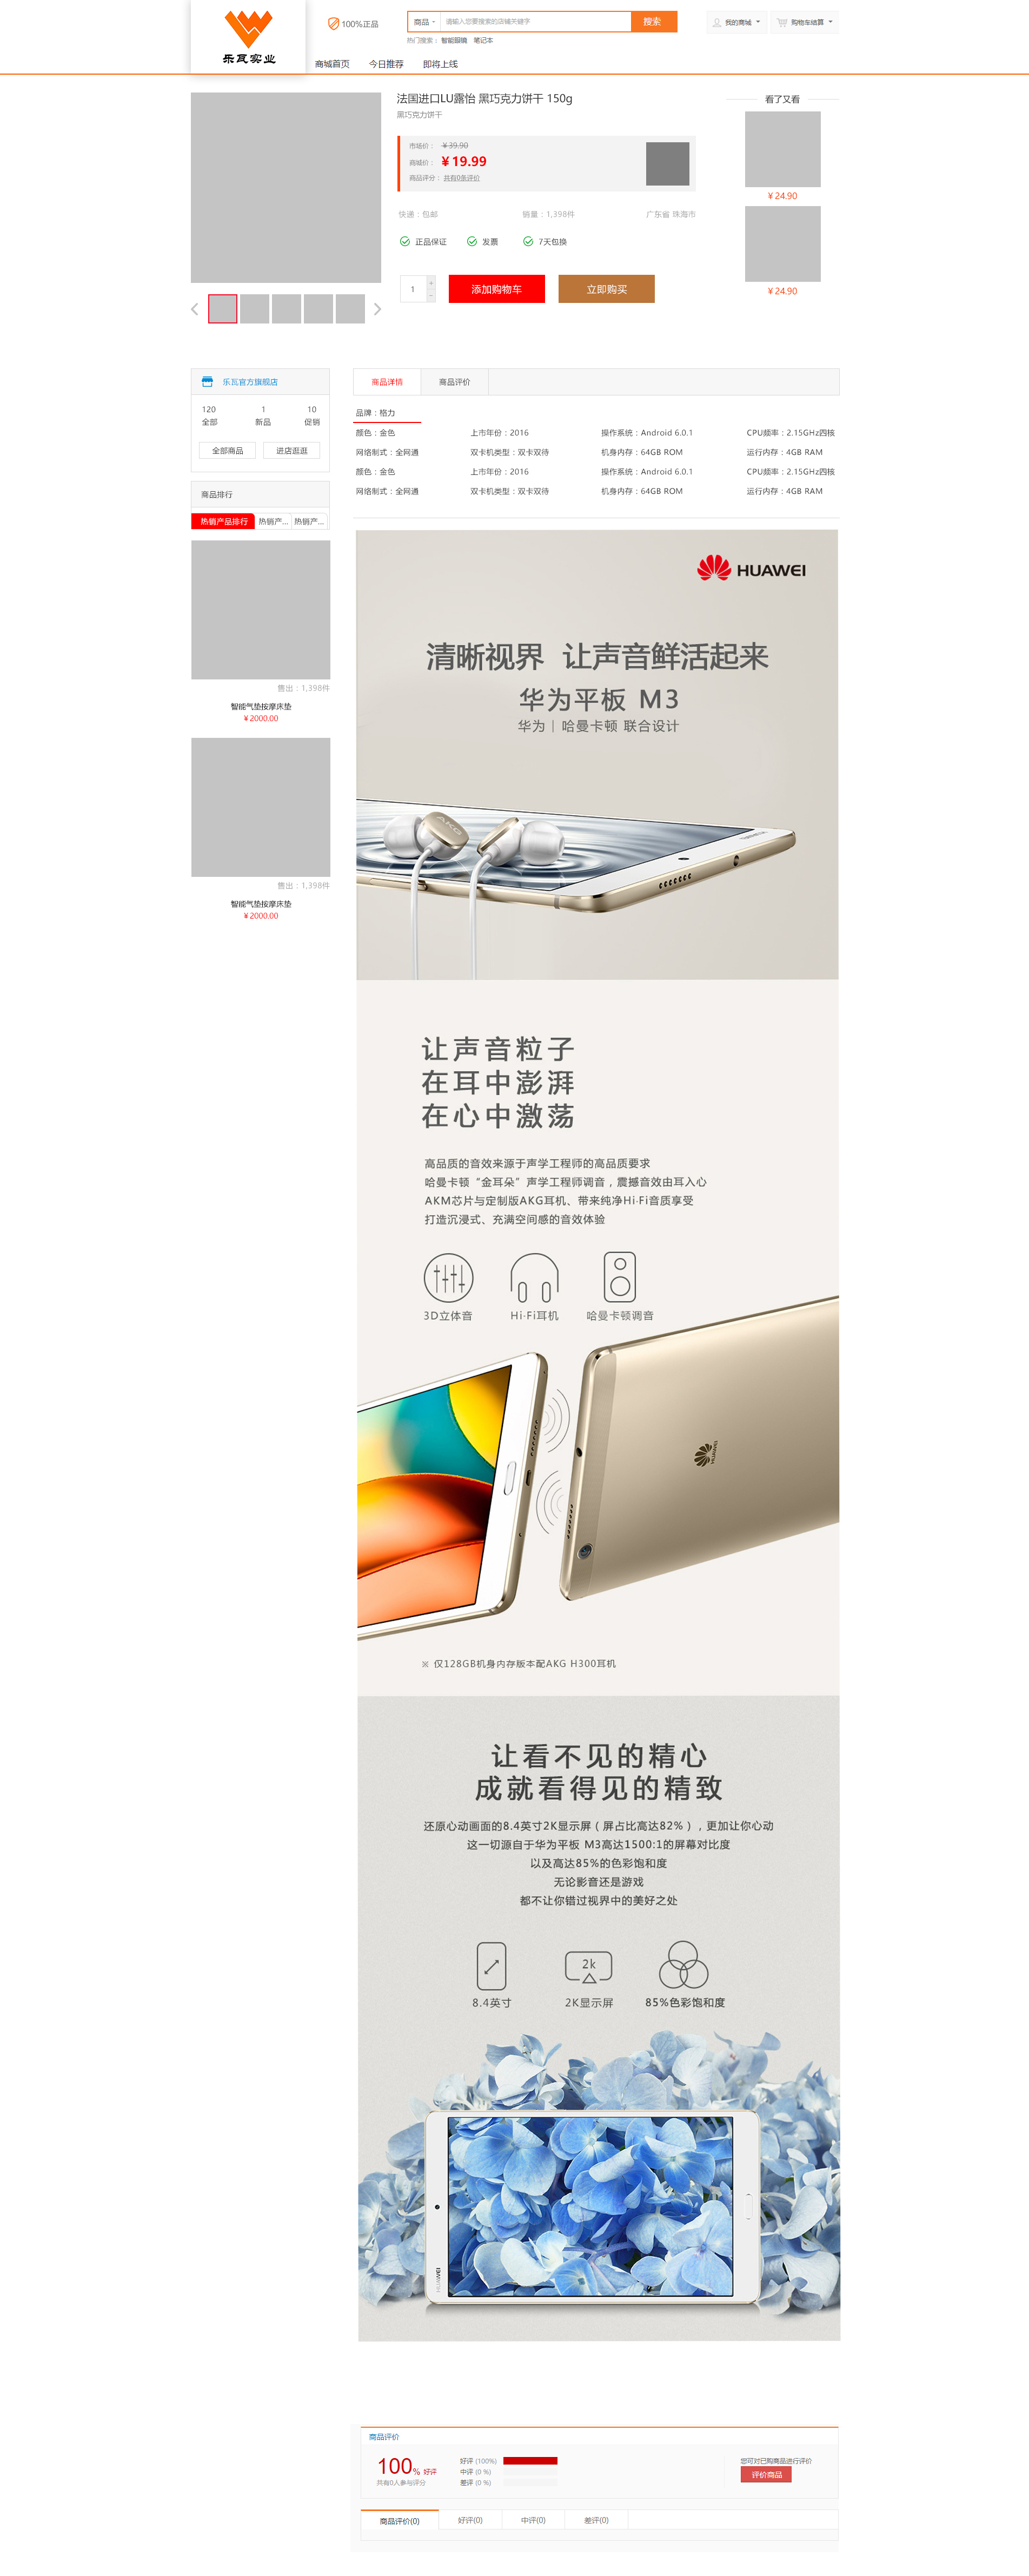 乐瓦实业
100%正品
商品
请输入您要搜索的店铺关键字
搜索
我的商城
购物车结算
热门搜索： 智能眼镜 笔记本
商城首页 今日推荐 即将上线
法国进口LU露怡 黑巧克力饼干 150g
黑巧克力饼干
市场价： ￥39.90
商城价： ￥19.99
商品评分： 共有0条评价
快递：包邮 销量：1,398件 广东省 珠海市
正品保证 发票 7天包换
1 + -
添加购物车 立即购买
看了又看
￥24.90
￥24.90
乐瓦官方旗舰店
120 1 10
全部 新品 促销
全部商品 进店逛逛
商品排行
热销产品排行 热销产... 热销产...
售出：1,398件
智能气垫按摩床垫
￥2000.00
售出：1,398件
智能气垫按摩床垫
￥2000.00
商品详情 商品评价
品牌：格力
颜色：金色 上市年份：2016 操作系统：Android 6.0.1 CPU频率：2.15GHz四核
网络制式：全网通 双卡机类型：双卡双待 机身内存：64GB ROM 运行内存：4GB RAM
颜色：金色 上市年份：2016 操作系统：Android 6.0.1 CPU频率：2.15GHz四核
网络制式：全网通 双卡机类型：双卡双待 机身内存：64GB ROM 运行内存：4GB RAM
HUAWEI
清晰视界 让声音鲜活起来
华为平板 M3
华为｜哈曼卡顿 联合设计
AKG
HUAWEI
让声音粒子
在耳中澎湃
在心中激荡
高品质的音效来源于声学工程师的高品质要求
哈曼卡顿“金耳朵”声学工程师调音，震撼音效由耳入心
AKM芯片与定制版AKG耳机、带来纯净Hi-Fi音质享受
打造沉浸式、充满空间感的音效体验
3D立体音 Hi-Fi耳机 哈曼卡顿调音
HUAWEI
※ 仅128GB机身内存版本配AKG H300耳机
让看不见的精心
成就看得见的精致
还原心动画面的8.4英寸2K显示屏（屏占比高达82%），更加让你心动
这一切源自于华为平板 M3高达1500:1的屏幕对比度
以及高达85%的色彩饱和度
无论影音还是游戏
都不让你错过视界中的美好之处
2k
8.4英寸 2K显示屏 85%色彩饱和度
HUAWEI
商品评价
100% 好评
共有0人参与评分
好评 (100%)
中评 (0 %)
差评 (0 %)
您可对已购商品进行评价
评价商品
商品评价(0) 好评(0) 中评(0) 差评(0)